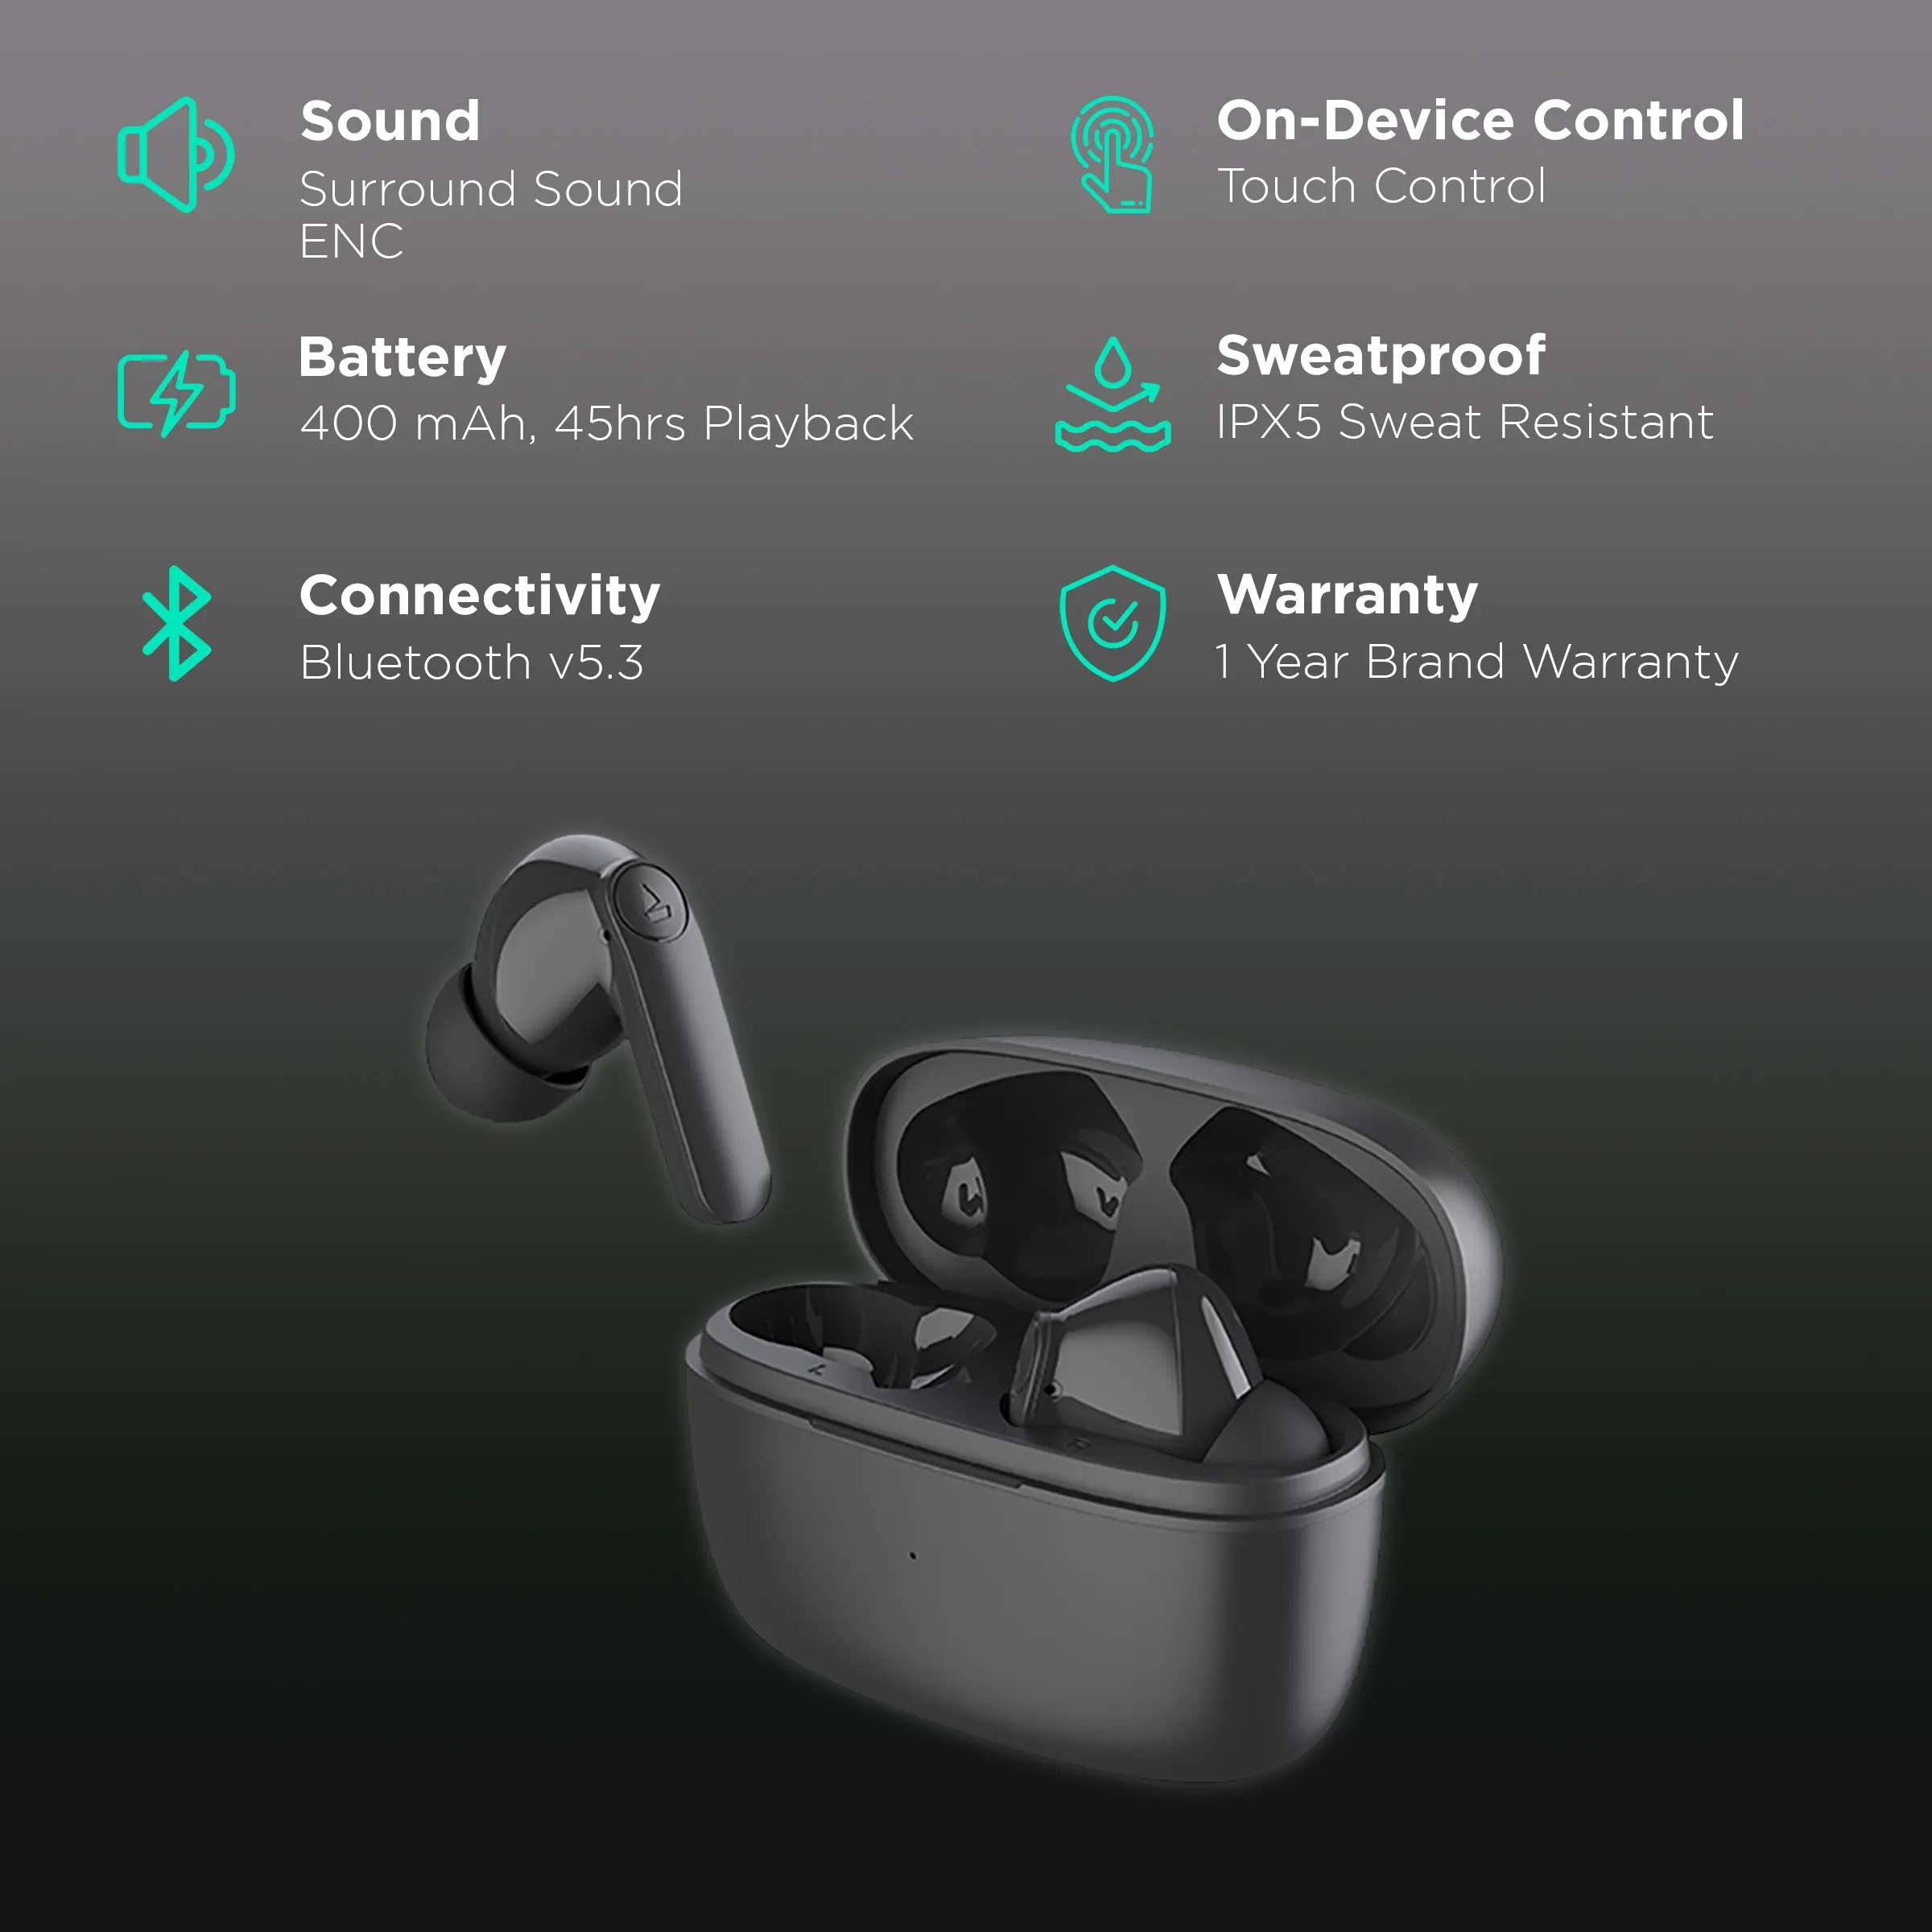 Sound
Surround Sound
ENC
On-Device Control
Touch Control
Battery
400 mAh, 45hrs Playback
Sweatproof
IPX5 Sweat Resistant
Connectivity
Bluetooth v5.3
Warranty
1 Year Brand Warranty